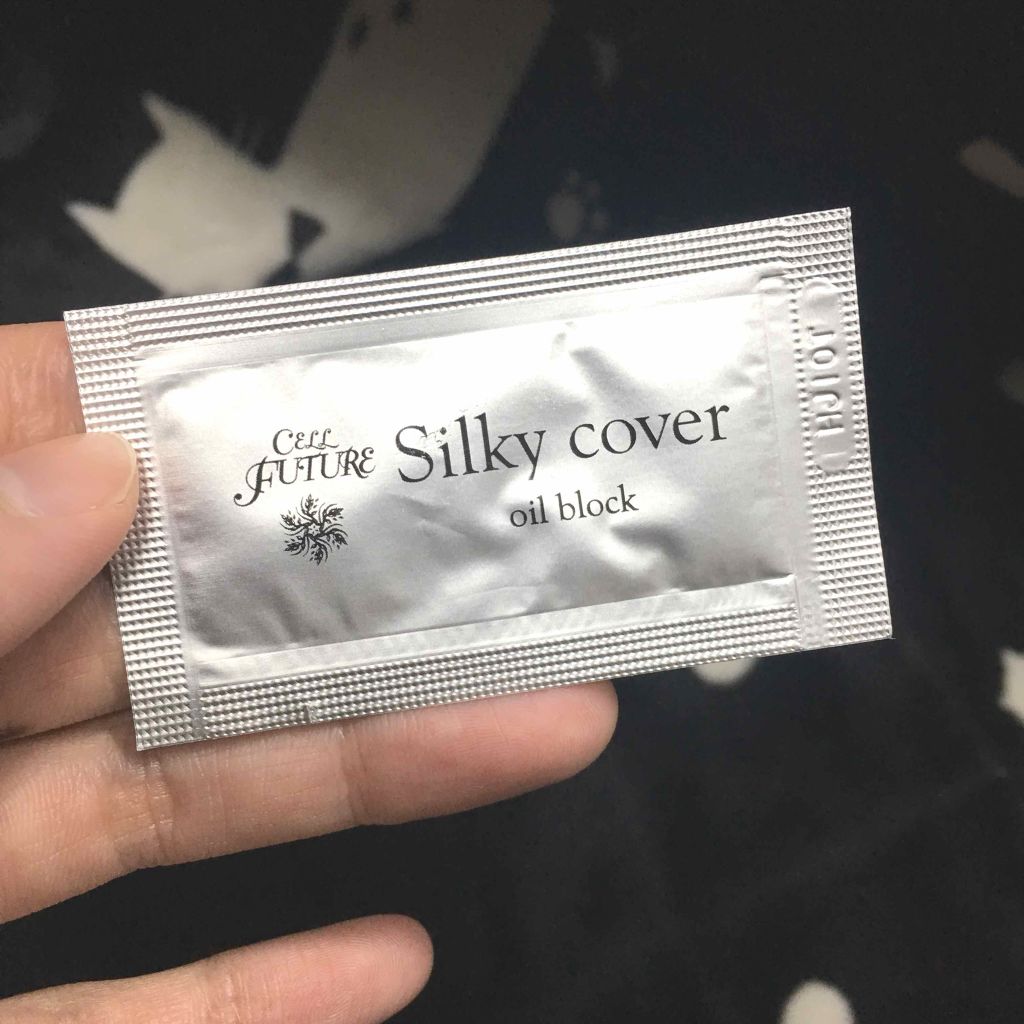 CELL
FUTURE
Silky cover
oil block